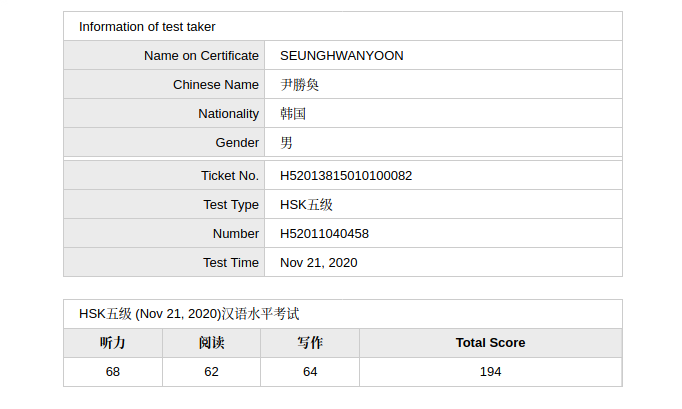 Information of test taker
Name on Certificate SEUNGHWANYOON
Chinese Name 尹勝奐
Nationality 韩国
Gender 男
Ticket No. H52013815010100082
Test Type HSK五级
Number H52011040458
Test Time Nov 21, 2020
HSK五级 (Nov 21, 2020)汉语水平考试
听力 阅读 写作 Total Score
68 62 64 194